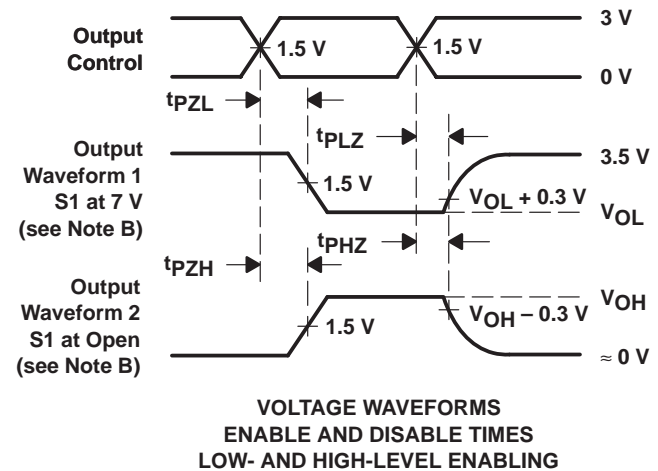 Output
Control
1.5 V
1.5 V
3 V
0 V
tPZL
tPLZ
Output
Waveform 1
S1 at 7 V
(see Note B)
1.5 V
3.5 V
VOL + 0.3 V
VOL
tPZH
tPHZ
Output
Waveform 2
S1 at Open
(see Note B)
1.5 V
VOH
VOH – 0.3 V
≈ 0 V
VOLTAGE WAVEFORMS
ENABLE AND DISABLE TIMES
LOW- AND HIGH-LEVEL ENABLING